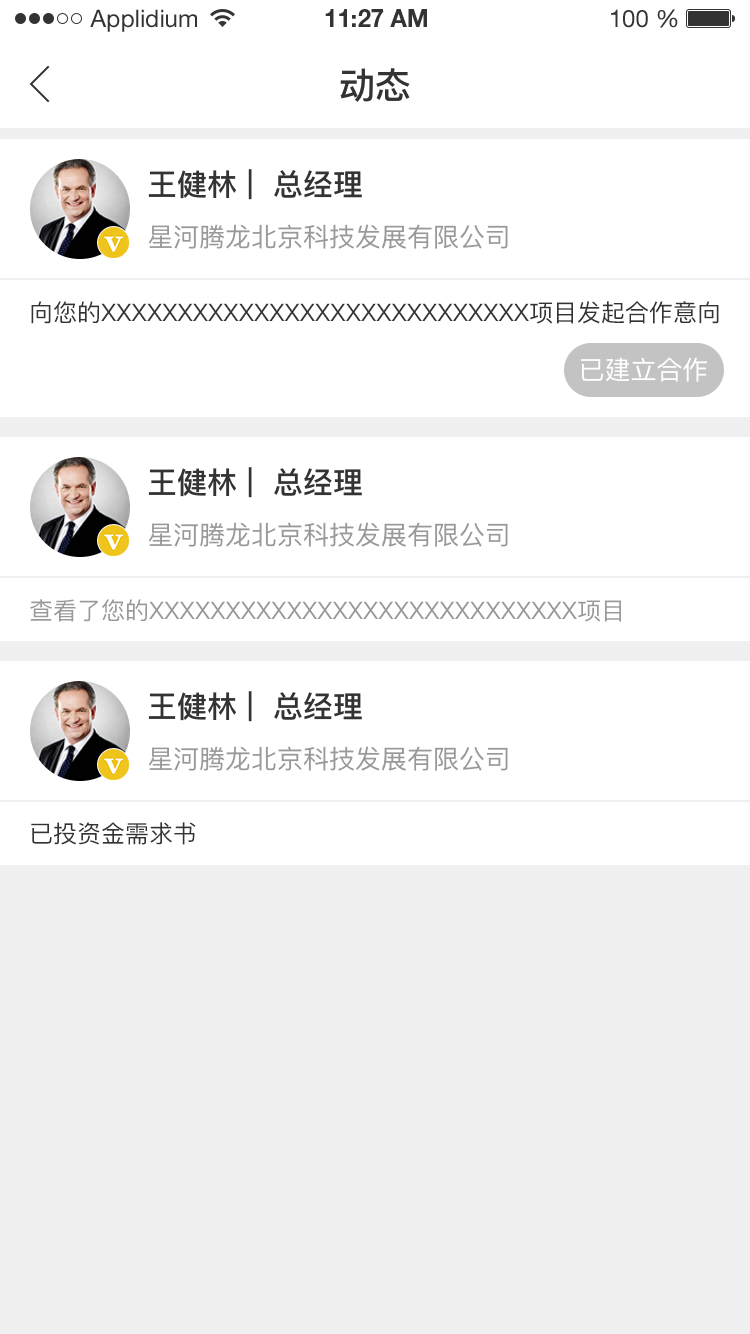 Applidium 11:27 AM 100 %
动态
王健林 | 总经理
星河腾龙北京科技发展有限公司
V
向您的XXXXXXXXXXXXXXXXXXXXXXXXXXXX项目发起合作意向
已建立合作
王健林 | 总经理
星河腾龙北京科技发展有限公司
V
查看了您的XXXXXXXXXXXXXXXXXXXXXXXXXXXX项目
王健林 | 总经理
星河腾龙北京科技发展有限公司
V
已投资金需求书